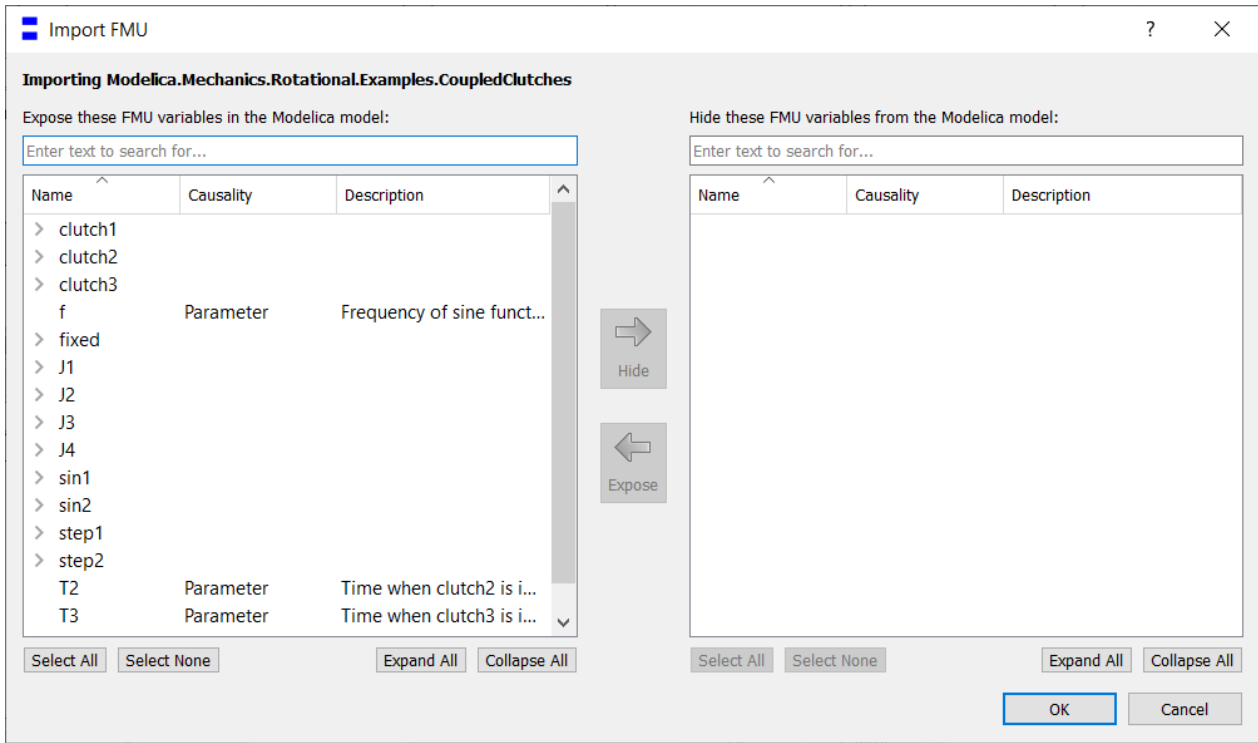 Import FMU
?
Importing Modelica.Mechanics.Rotational.Examples.CoupledClutches
Expose these FMU variables in the Modelica model:
Enter text to search for...
Name Causality Description
clutch1
clutch2
clutch3
f Parameter Frequency of sine funct...
fixed
J1
J2
J3
J4
sin1
sin2
step1
step2
T2 Parameter Time when clutch2 is i...
T3 Parameter Time when clutch3 is i...
Select All Select None Expand All Collapse All
Hide
Expose
Hide these FMU variables from the Modelica model:
Enter text to search for...
Name Causality Description
Select All Select None Expand All Collapse All
OK Cancel